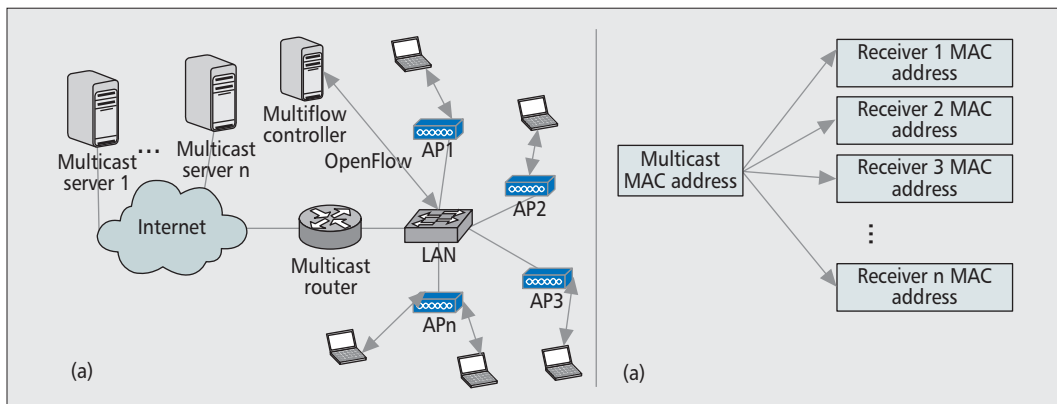 Multicast
server 1
...
Multicast
server n
Multiflow
controller
OpenFlow
AP1
AP2
Internet
Multicast
router
LAN
AP3
APn
(a)
Multicast
MAC address
Receiver 1 MAC
address
Receiver 2 MAC
address
Receiver 3 MAC
address
...
Receiver n MAC
address
(a)